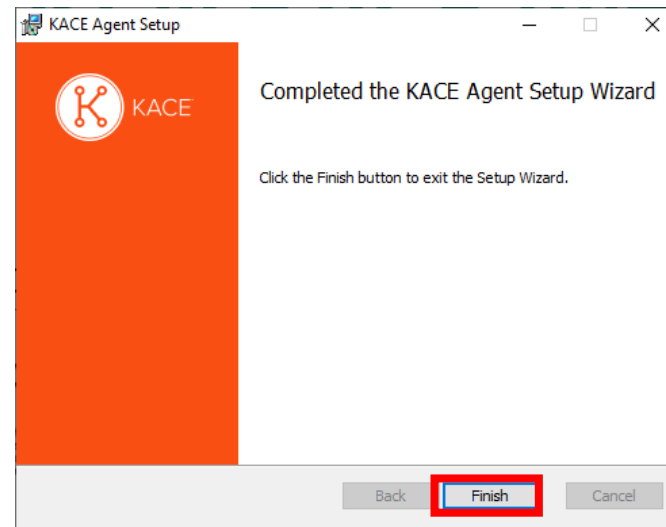 KACE Agent Setup
KACE
Completed the KACE Agent Setup Wizard
Click the Finish button to exit the Setup Wizard.
Back
Finish
Cancel